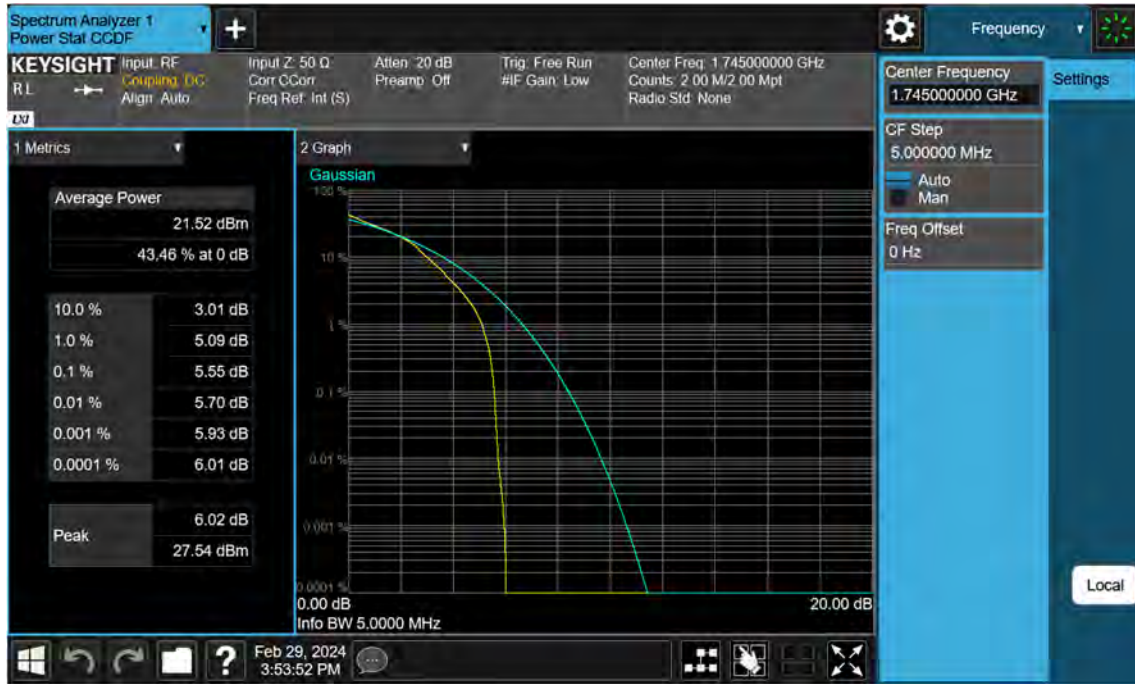 Spectrum Analyzer 1
Power Stat CCDF
Frequency
KEYSIGHT
RL
LXI
Input: RF
Coupling: DC
Align: Auto
Input Z: 50 Ω
Corr CCorr
Freq Ref: Int (S)
Atten: 20 dB
Preamp: Off
Trig: Free Run
#IF Gain: Low
Center Freq: 1.745000000 GHz
Counts: 2.00 M/2.00 Mpt
Radio Std: None
Center Frequency
1.745000000 GHz
Settings
CF Step
5.000000 MHz
Auto
Man
Freq Offset
0 Hz
1 Metrics
Average Power
21.52 dBm
43.46 % at 0 dB
10.0 % 3.01 dB
1.0 % 5.09 dB
0.1 % 5.55 dB
0.01 % 5.70 dB
0.001 % 5.93 dB
0.0001 % 6.01 dB
Peak
6.02 dB
27.54 dBm
2 Graph
Gaussian
100 %
10 %
1 %
0.1 %
0.01 %
0.001 %
0.0001 %
0.00 dB
20.00 dB
Info BW 5.0000 MHz
Local
?
Feb 29, 2024
3:53:52 PM